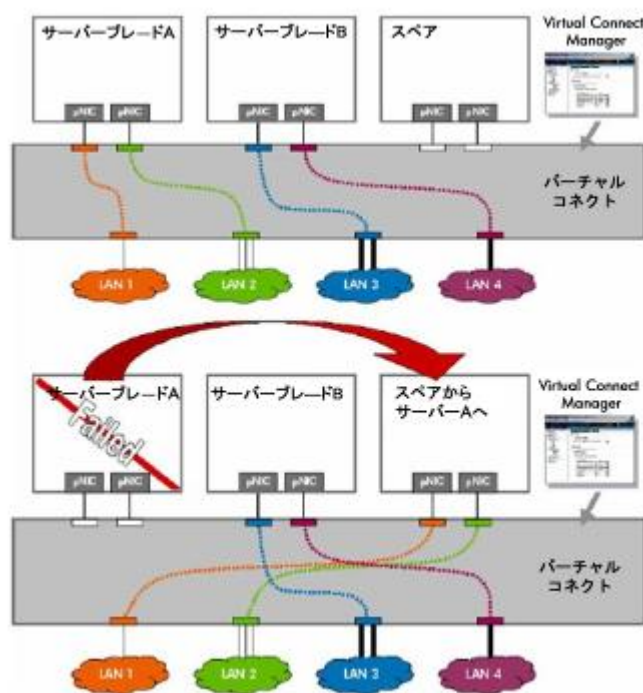 サーバーブレードA
サーバーブレードB
スペア
Virtual Connect
Manager
pNIC
pNIC
pNIC
pNIC
pNIC
pNIC
バーチャル
コネクト
LAN 1
LAN 2
LAN 3
LAN 4
サーバーブレードA
Failed
サーバーブレードB
スペアから
サーバーAへ
Virtual Connect
Manager
pNIC
pNIC
pNIC
pNIC
pNIC
pNIC
バーチャル
コネクト
LAN 1
LAN 2
LAN 3
LAN 4